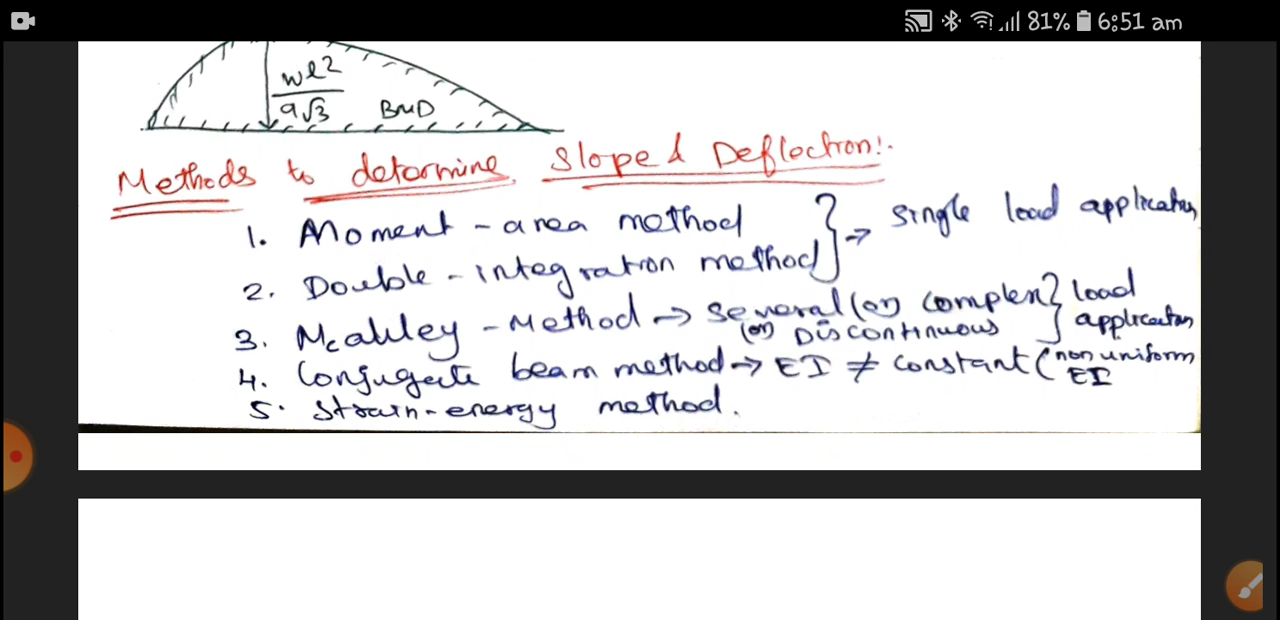 81% 6:51 am
wl2
9√3
BMD
Methods to determine Slope & Deflection:.
1. Moment - area method
2. Double - integration method } → single load application
3. Mcauley - Method → several (or) complex } load
(or) Discontinuous application
4. Conjugate beam method → EI ≠ constant (non uniform
EI
5. Strain-energy method.